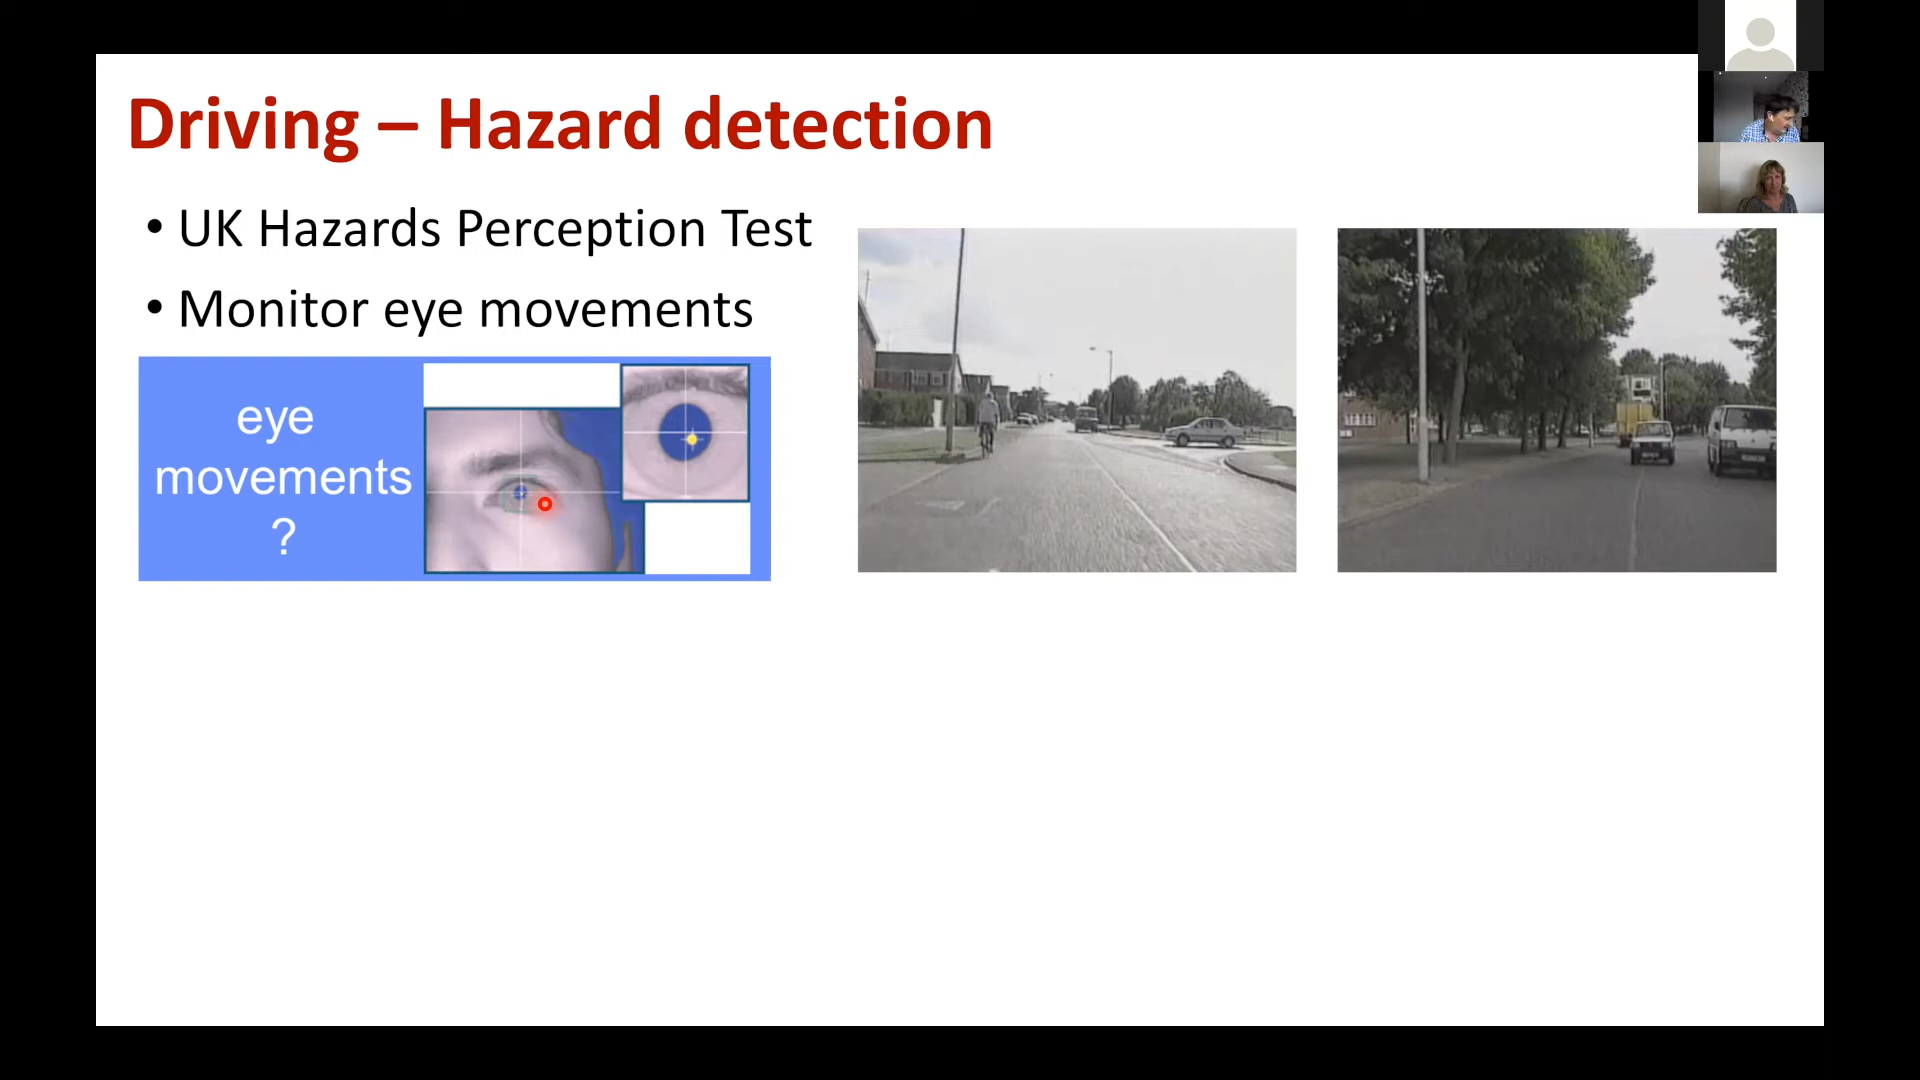 Driving – Hazard detection
• UK Hazards Perception Test
• Monitor eye movements
eye
movements
?